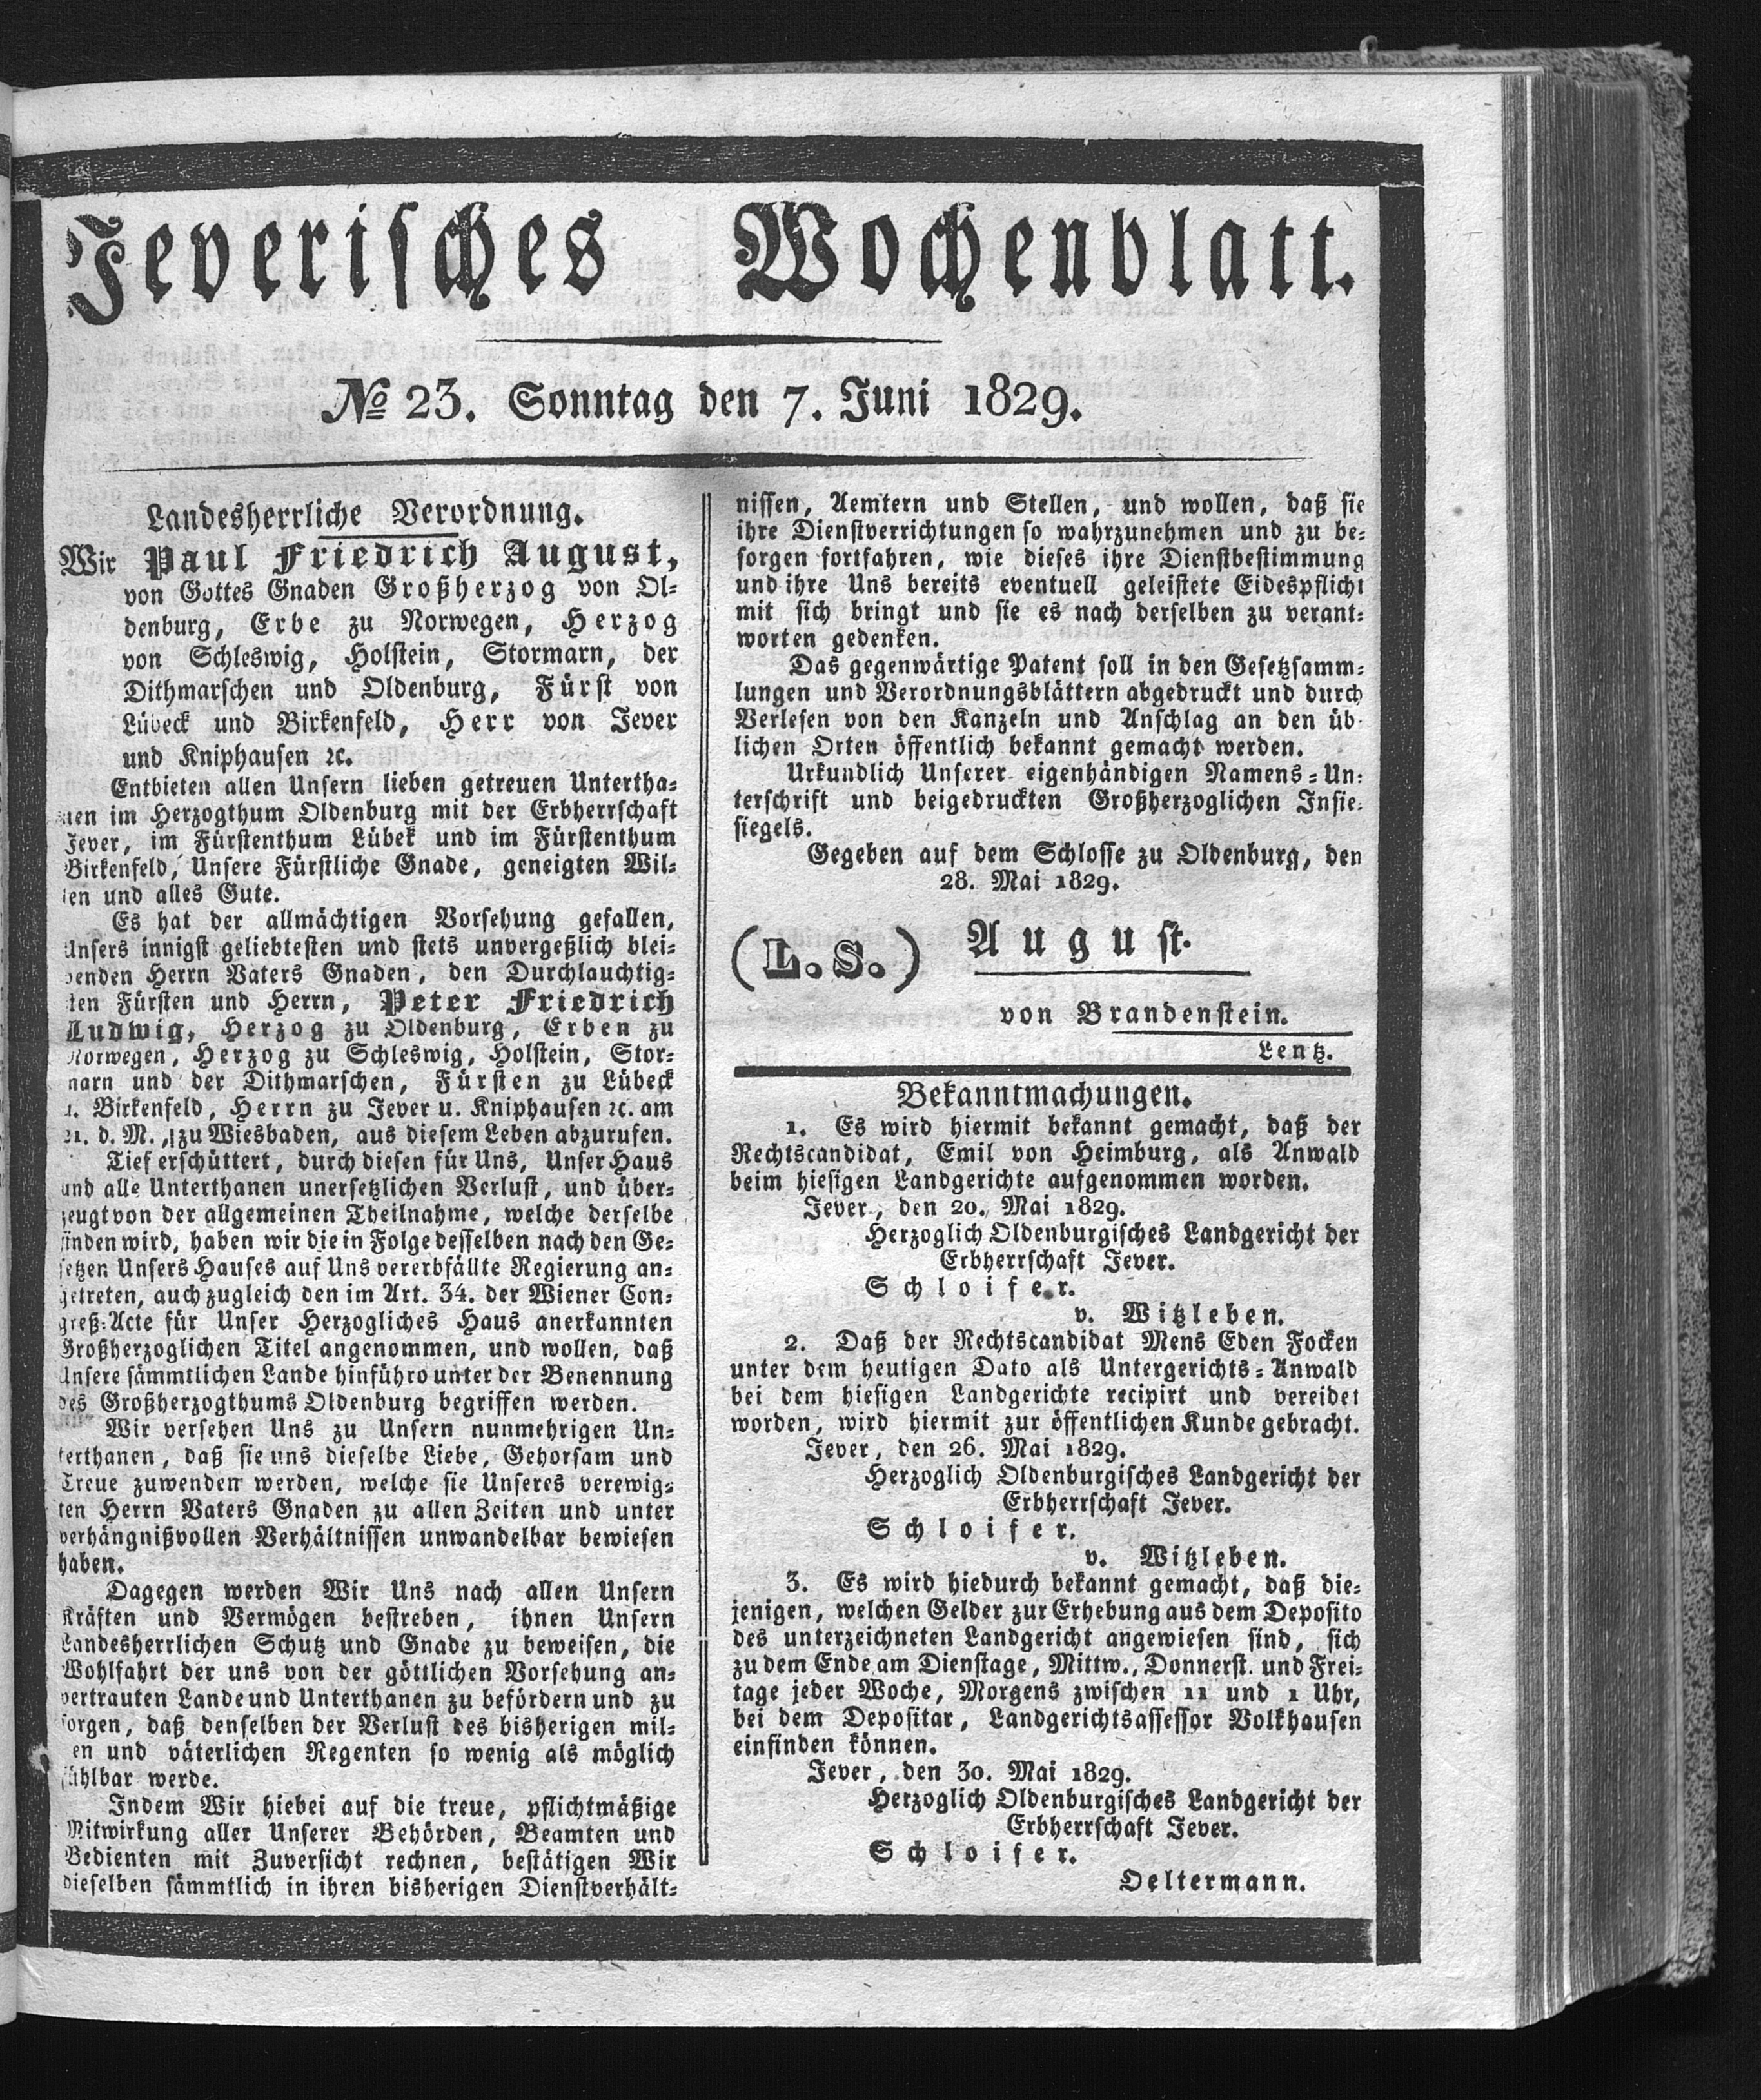 Jeverisches Wochenblatt.
No 23. Sonntag den 7. Juni 1829.
Landesherrliche Verordnung.
Wir Paul Friedrich August,
von Gottes Gnaden Großherzog von Ol-
denburg, Erbe zu Norwegen, Herzog
von Schleswig, Holstein, Stormarn, der
Dithmarschen und Oldenburg, Fürst von
Lübeck und Birkenfeld, Herr von Jever
und Kniphausen ꝛc.
Entbieten allen Unsern lieben getreuen Untertha-
nen im Herzogthum Oldenburg mit der Erbherrschaft
Jever, im Fürstenthum Lübek und im Fürstenthum
Birkenfeld, Unsere Fürstliche Gnade, geneigten Wil-
len und alles Gute.
Es hat der allmächtigen Vorsehung gefallen,
Unsers innigst geliebtesten und stets unvergeßlich blei-
benden Herrn Vaters Gnaden, den Durchlauchtig-
sten Fürsten und Herrn, Peter Friedrich
Ludwig, Herzog zu Oldenburg, Erben zu
Norwegen, Herzog zu Schleswig, Holstein, Stor-
marn und der Dithmarschen, Fürsten zu Lübeck
u. Birkenfeld, Herrn zu Jever u. Kniphausen ꝛc. am
21. d. M., zu Wiesbaden, aus diesem Leben abzurufen.
Tief erschüttert, durch diesen für Uns, Unser Haus
und alle Unterthanen unersetzlichen Verlust, und über-
zeugt von der allgemeinen Theilnahme, welche derselbe
finden wird, haben wir die in Folge desselben nach den Ge-
setzen Unsers Hauses auf Uns vererbfällte Regierung an-
getreten, auch zugleich den im Art. 34. der Wiener Con-
greß-Acte für Unser Herzogliches Haus anerkannten
Großherzoglichen Titel angenommen, und wollen, daß
Unsere sämmtlichen Lande hinführo unter der Benennung
des Großherzogthums Oldenburg begriffen werden.
Wir versehen Uns zu Unsern nunmehrigen Un-
terthanen, daß sie uns dieselbe Liebe, Gehorsam und
Treue zuwenden werden, welche sie Unseres verewig-
ten Herrn Vaters Gnaden zu allen Zeiten und unter
verhängnißvollen Verhältnissen unwandelbar bewiesen
haben.
Dagegen werden Wir Uns nach allen Unsern
Kräften und Vermögen bestreben, ihnen Unsern
Landesherrlichen Schutz und Gnade zu beweisen, die
Wohlfahrt der uns von der göttlichen Vorsehung an-
vertrauten Lande und Unterthanen zu befördern und zu
sorgen, daß denselben der Verlust des bisherigen mil-
den und väterlichen Regenten so wenig als möglich
fühlbar werde.
Indem Wir hiebei auf die treue, pflichtmäßige
Mitwirkung aller Unserer Behörden, Beamten und
Bedienten mit Zuversicht rechnen, bestätigen Wir
dieselben sämmtlich in ihren bisherigen Dienstverhält-
nissen, Aemtern und Stellen, und wollen, daß sie
ihre Dienstverrichtungen so wahrzunehmen und zu be-
sorgen fortfahren, wie dieses ihre Dienstbestimmung
und ihre Uns bereits eventuell geleistete Eidespflicht
mit sich bringt und sie es nach derselben zu verant-
worten gedenken.
Das gegenwärtige Patent soll in den Gesetzsamm-
lungen und Verordnungsblättern abgedruckt und durch
Verlesen von den Kanzeln und Anschlag an den üb-
lichen Orten öffentlich bekannt gemacht werden.
Urkundlich Unserer eigenhändigen Namens-Un-
terschrift und beigedruckten Großherzoglichen Insie-
siegels.
Gegeben auf dem Schlosse zu Oldenburg, den
28. Mai 1829.
(L. S.) August.
von Brandenstein.
Lentz.
Bekanntmachungen.
1. Es wird hiermit bekannt gemacht, daß der
Rechtscandidat, Emil von Heimburg, als Anwald
beim hiesigen Landgerichte aufgenommen worden.
Jever, den 20. Mai 1829.
Herzoglich Oldenburgisches Landgericht der
Erbherrschaft Jever.
Schloifer.
v. Witzleben.
2. Daß der Rechtscandidat Mens Eden Focken
unter dem heutigen Dato als Untergerichts-Anwald
bei dem hiesigen Landgerichte recipirt und vereidet
worden, wird hiermit zur öffentlichen Kunde gebracht.
Jever, den 26. Mai 1829.
Herzoglich Oldenburgisches Landgericht der
Erbherrschaft Jever.
Schloifer.
v. Witzleben.
3. Es wird hiedurch bekannt gemacht, daß die-
jenigen, welchen Gelder zur Erhebung aus dem Deposito
des unterzeichneten Landgericht angewiesen sind, sich
zu dem Ende am Dienstage, Mittw., Donnerst. und Frei-
tage jeder Woche, Morgens zwischen 11 und 1 Uhr,
bei dem Depositar, Landgerichtsassessor Volkhausen
einfinden können.
Jever, den 30. Mai 1829.
Herzoglich Oldenburgisches Landgericht der
Erbherrschaft Jever.
Schloifer.
Oeltermann.